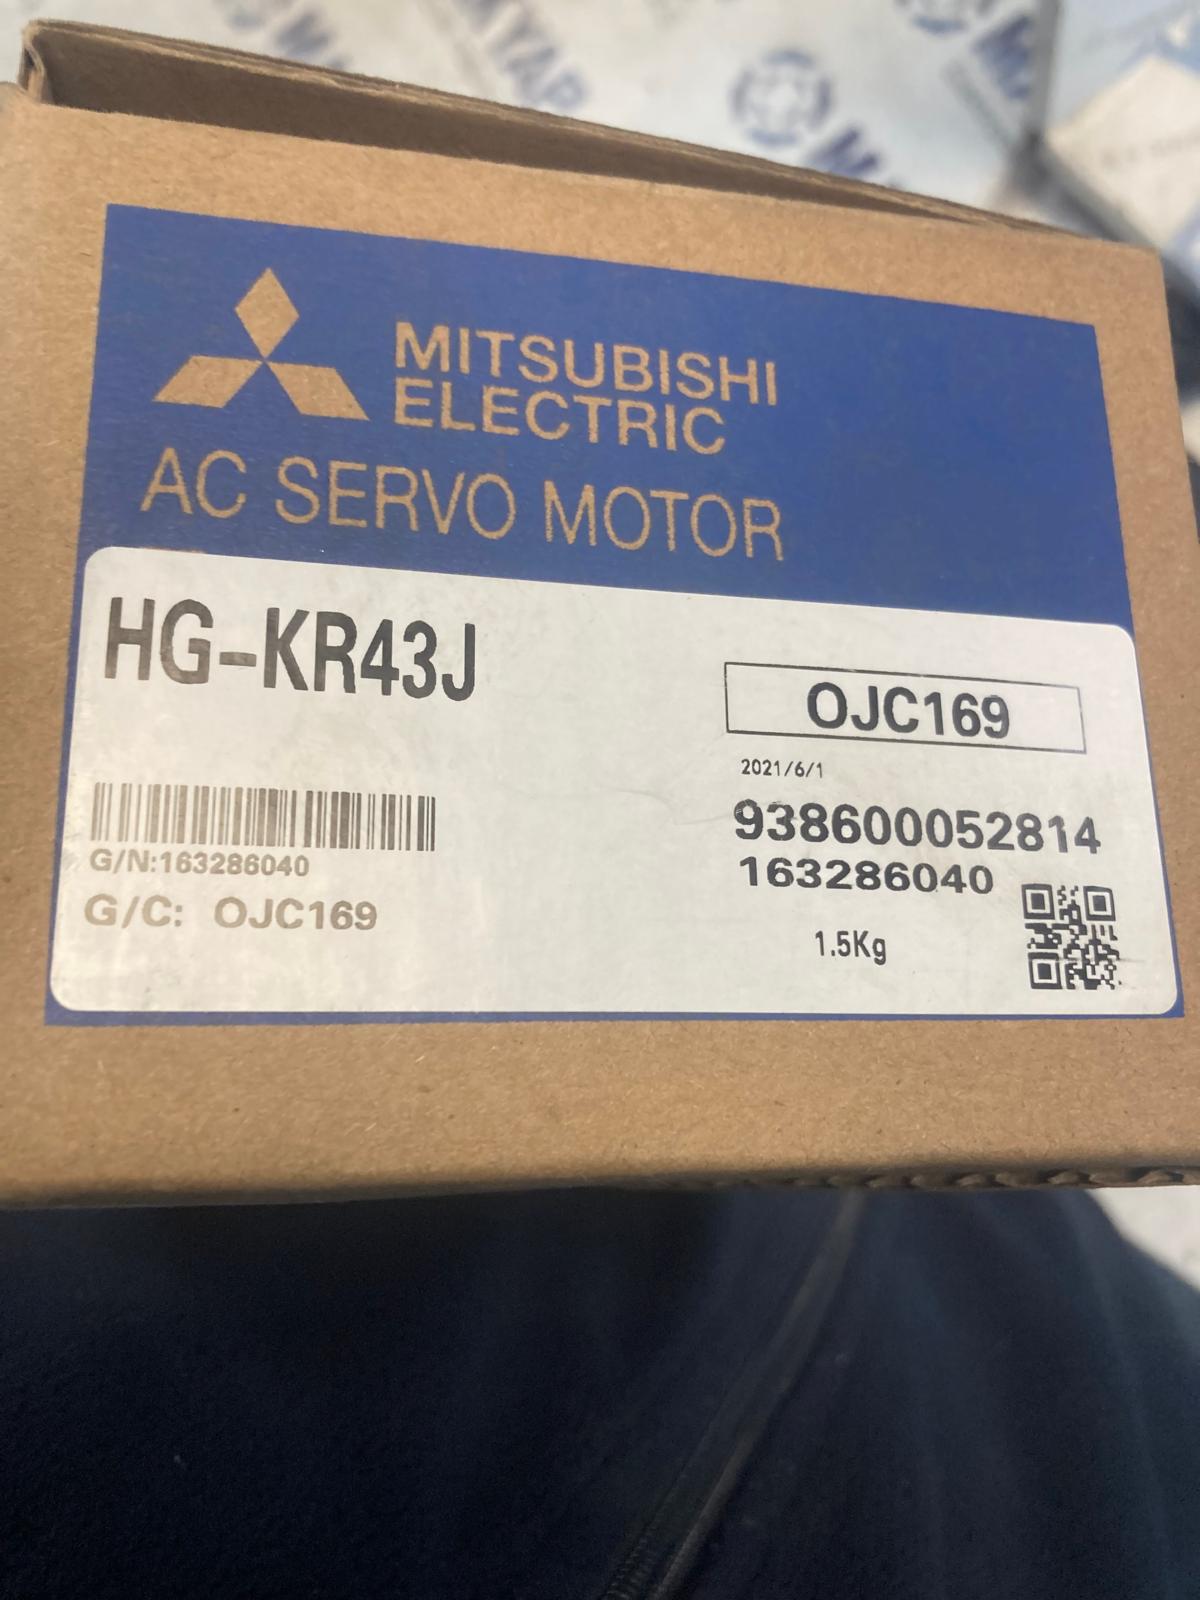 MITSUBISHI
ELECTRIC
AC SERVO MOTOR
HG-KR43J
OJC169
2021/6/1
938600052814
163286040
G/N:163286040
G/C: OJC169
1.5Kg